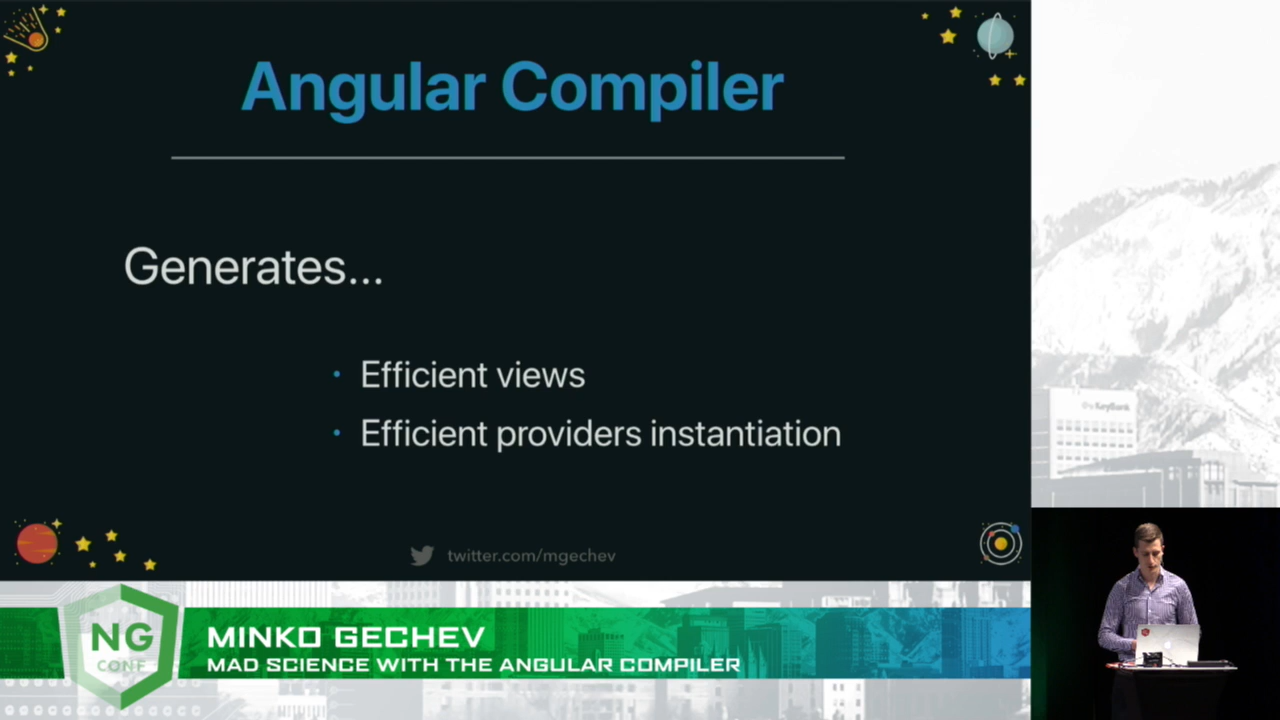 Angular Compiler
Generates...
• Efficient views
• Efficient providers instantiation
twitter.com/mgechev
NG
CONF
MINKO GECHEV
MAD SCIENCE WITH THE ANGULAR COMPILER
KeyBank